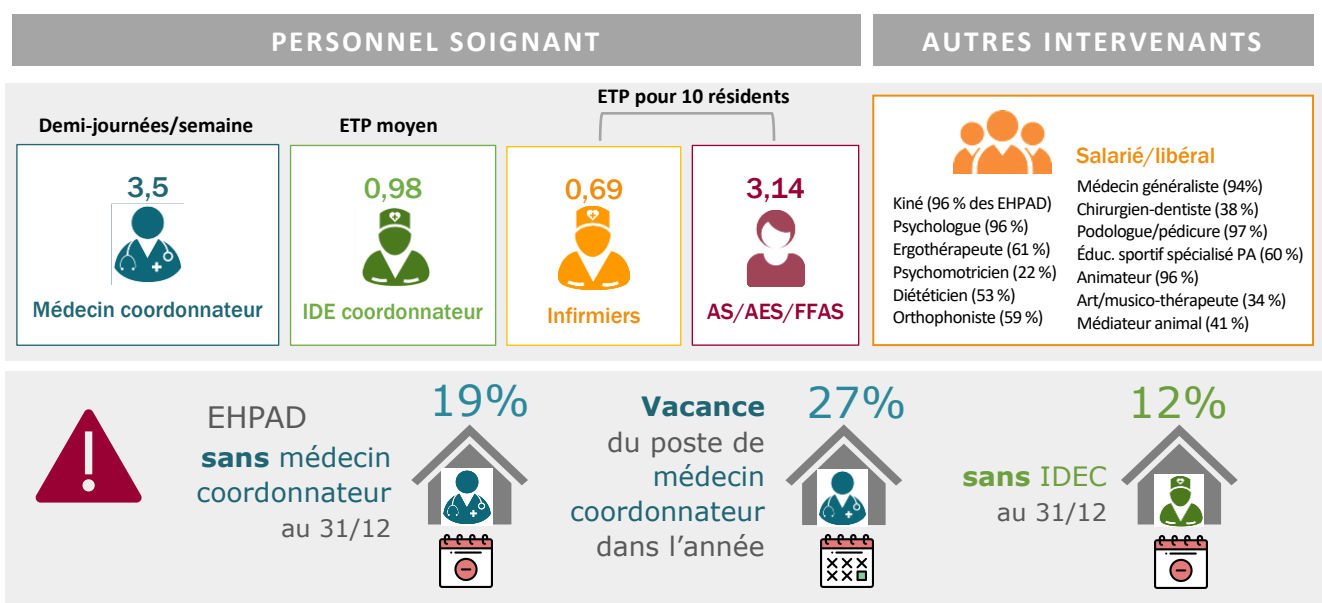 PERSONNEL SOIGNANT
AUTRES INTERVENANTS
ETP pour 10 résidents
Demi-journées/semaine
ETP moyen
3,5
Médecin coordonnateur
0,98
IDE coordonnateur
0,69
Infirmiers
3,14
AS/AES/FFAS
Kiné (96 % des EHPAD)
Psychologue (96 %)
Ergothérapeute (61 %)
Psychomotricien (22 %)
Diététicien (53 %)
Orthophoniste (59 %)
Salarié/libéral
Médecin généraliste (94%)
Chirurgien-dentiste (38 %)
Podologue/pédicure (97 %)
Éduc. sportif spécialisé PA (60 %)
Animateur (96 %)
Art/musico-thérapeute (34 %)
Médiateur animal (41 %)
EHPAD
sans médecin
coordonnateur
au 31/12
19%
Vacance
du poste de
médecin
coordonnateur
dans l'année
27%
sans IDEC
au 31/12
12%